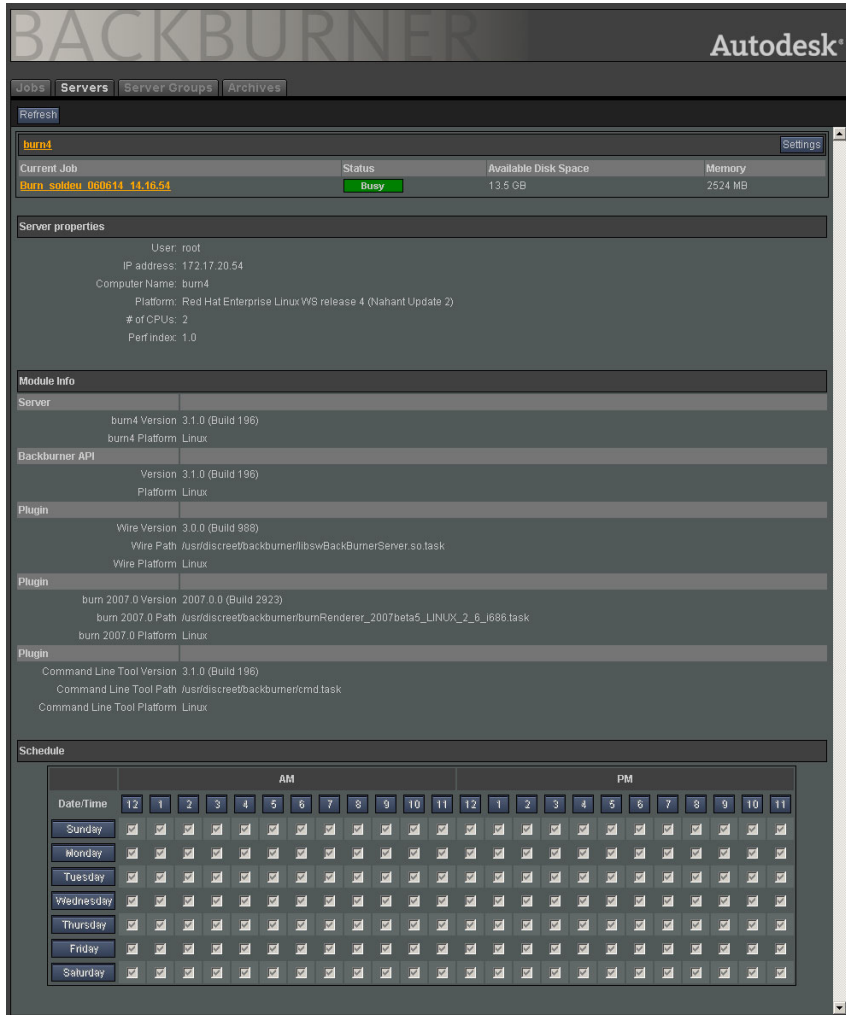 BACKBURNER
Autodesk®
Jobs Servers Server Groups Archives
Refresh
burn4 Settings
Current Job Status Available Disk Space Memory
Burn_soldeu_060614_14.16.54 Busy 13.5 GB 2524 MB
Server properties
User: root
IP address: 172.17.20.54
Computer Name: burn4
Platform: Red Hat Enterprise Linux WS release 4 (Nahant Update 2)
# of CPUs: 2
Perf index: 1.0
Module Info
Server
burn4 Version 3.1.0 (Build 196)
burn4 Platform Linux
Backburner API
Version 3.1.0 (Build 196)
Platform Linux
Plugin
Wire Version 3.0.0 (Build 988)
Wire Path /usr/discreet/backburner/libswBackBurnerServer.so.task
Wire Platform Linux
Plugin
burn 2007.0 Version 2007.0.0 (Build 2923)
burn 2007.0 Path /usr/discreet/backburner/burnRenderer_2007beta5_LINUX_2_6_i686.task
burn 2007.0 Platform Linux
Plugin
Command Line Tool Version 3.1.0 (Build 196)
Command Line Tool Path /usr/discreet/backburner/cmd.task
Command Line Tool Platform Linux
Schedule
AM PM
Date/Time 12 1 2 3 4 5 6 7 8 9 10 11 12 1 2 3 4 5 6 7 8 9 10 11
Sunday
Monday
Tuesday
Wednesday
Thursday
Friday
Saturday